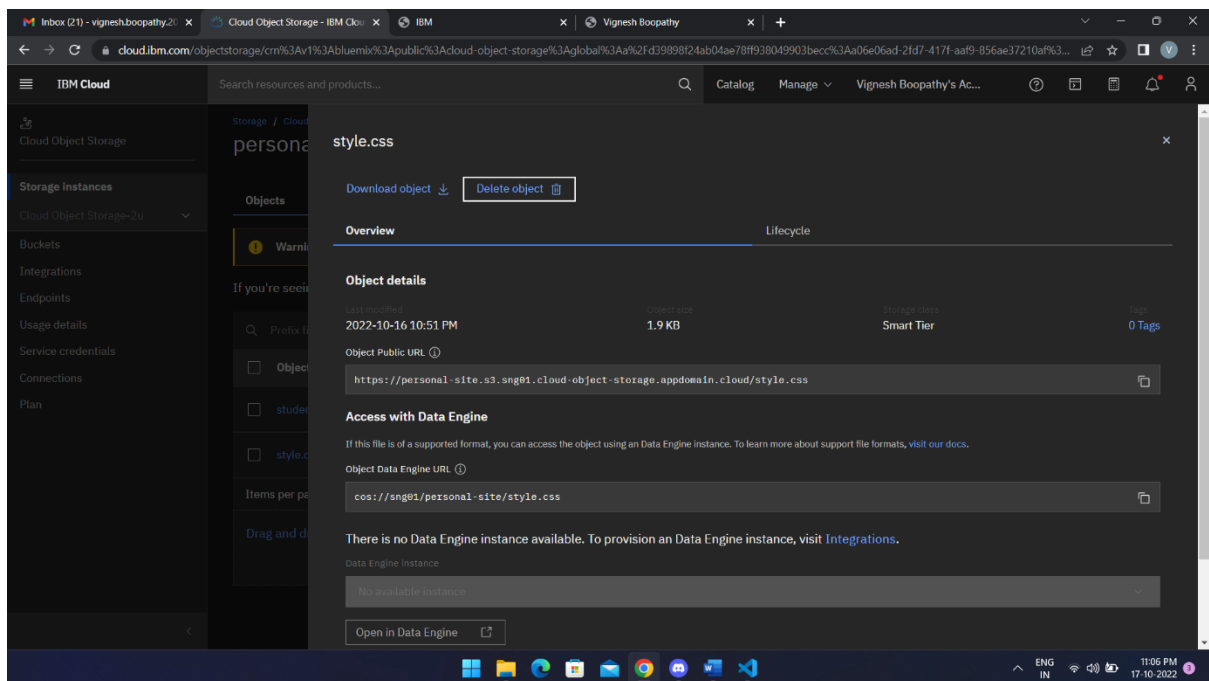 Inbox (21) - vignesh.boopathy.20
Cloud Object Storage - IBM Clou
IBM
Vignesh Boopathy
cloud.ibm.com/objectstorage/crn%3Av1%3Abluemix%3Apublic%3Acloud-object-storage%3Aglobal%3Aa%2Fd39898f24ab04ae78ff938049903becc%3Aa06e06ad-2fd7-417f-aaf9-856ae37210af%3...
V
IBM Cloud
Search resources and products...
Catalog
Manage
Vignesh Boopathy's Ac...
Cloud Object Storage
Storage instances
Cloud Object Storage-2u
Buckets
Integrations
Endpoints
Usage details
Service credentials
Connections
Plan
Storage / Cloud
persona
Objects
Warni
If you're seein
Prefix fi
Object
studen
style.c
Items per pa
Drag and d
style.css
Download object
Delete object
Overview
Lifecycle
Object details
Last modified
Object size
Storage class
Tags
2022-10-16 10:51 PM
1.9 KB
Smart Tier
0 Tags
Object Public URL
https://personal-site.s3.sng01.cloud-object-storage.appdomain.cloud/style.css
Access with Data Engine
If this file is of a supported format, you can access the object using an Data Engine instance. To learn more about support file formats, visit our docs.
Object Data Engine URL
cos://sng01/personal-site/style.css
There is no Data Engine instance available. To provision an Data Engine instance, visit Integrations.
Data Engine instance
No available instance
Open in Data Engine
ENG
IN
11:06 PM
17-10-2022
3